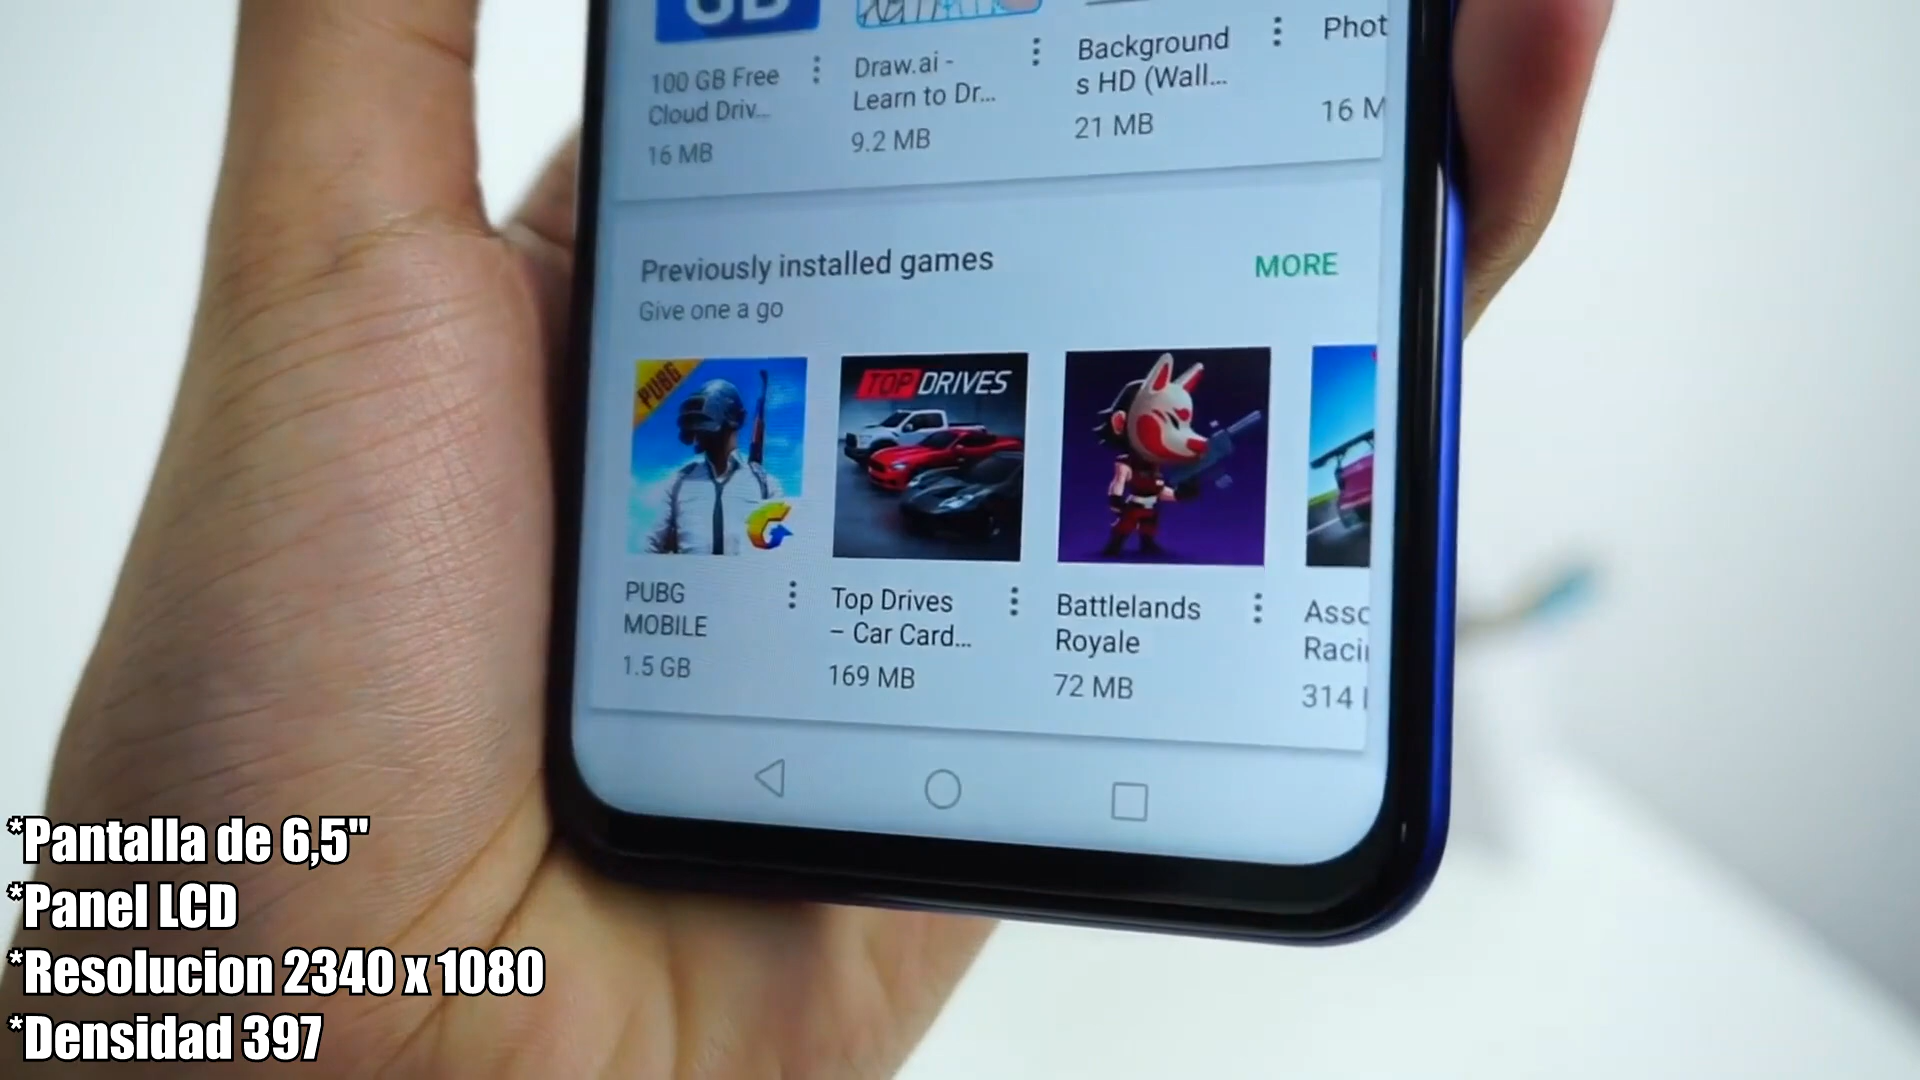 GB
100 GB Free
Cloud Driv...
16 MB
Draw.ai -
Learn to Dr...
9.2 MB
Background
s HD (Wall...
21 MB
Phot
16 M
Previously installed games
MORE
Give one a go
PUBG
TOP DRIVES
PUBG
MOBILE
1.5 GB
Top Drives
– Car Card...
169 MB
Battlelands
Royale
72 MB
Asso
Raci
314
*Pantalla de 6,5"
*Panel LCD
*Resolucion 2340 x 1080
*Densidad 397